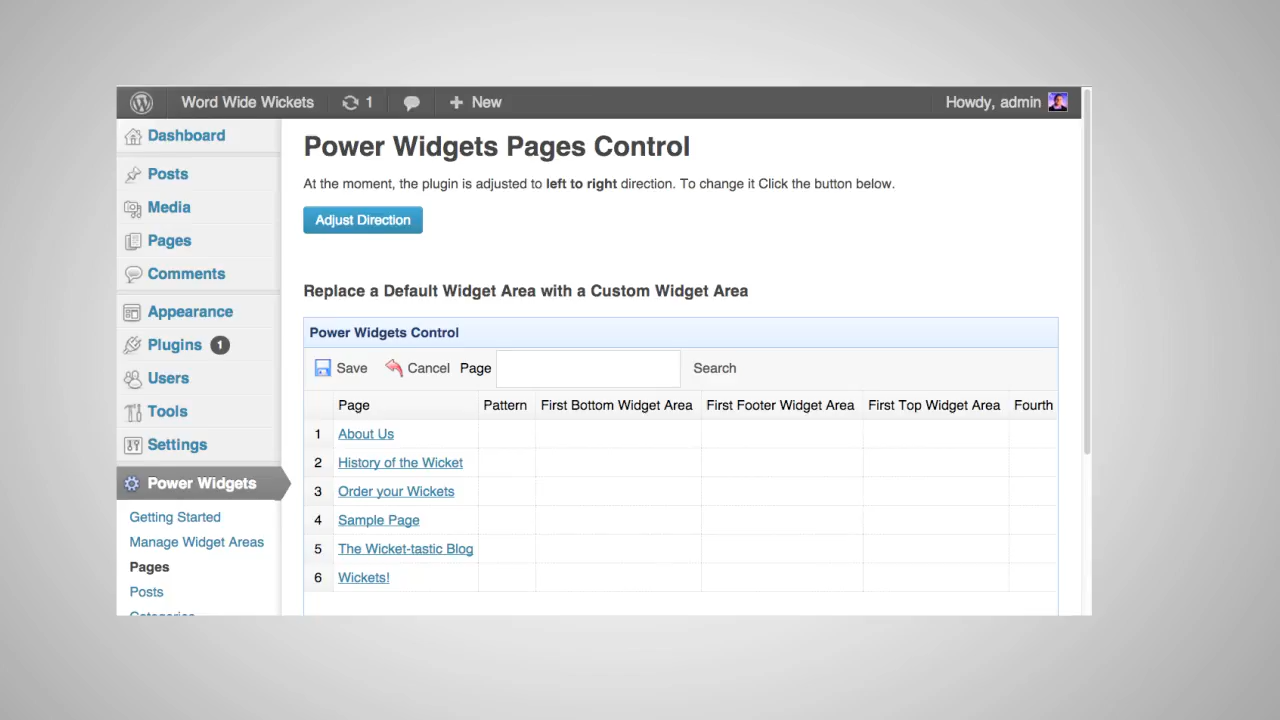 Word Wide Wickets 1 New Howdy, admin
Dashboard
Posts
Media
Pages
Comments
Appearance
Plugins 1
Users
Tools
Settings
Power Widgets
Getting Started
Manage Widget Areas
Pages
Posts
Categories
Power Widgets Pages Control
At the moment, the plugin is adjusted to left to right direction. To change it Click the button below.
Adjust Direction
Replace a Default Widget Area with a Custom Widget Area
Power Widgets Control
Save Cancel Page Search
Page Pattern First Bottom Widget Area First Footer Widget Area First Top Widget Area Fourth
1 About Us
2 History of the Wicket
3 Order your Wickets
4 Sample Page
5 The Wicket-tastic Blog
6 Wickets!